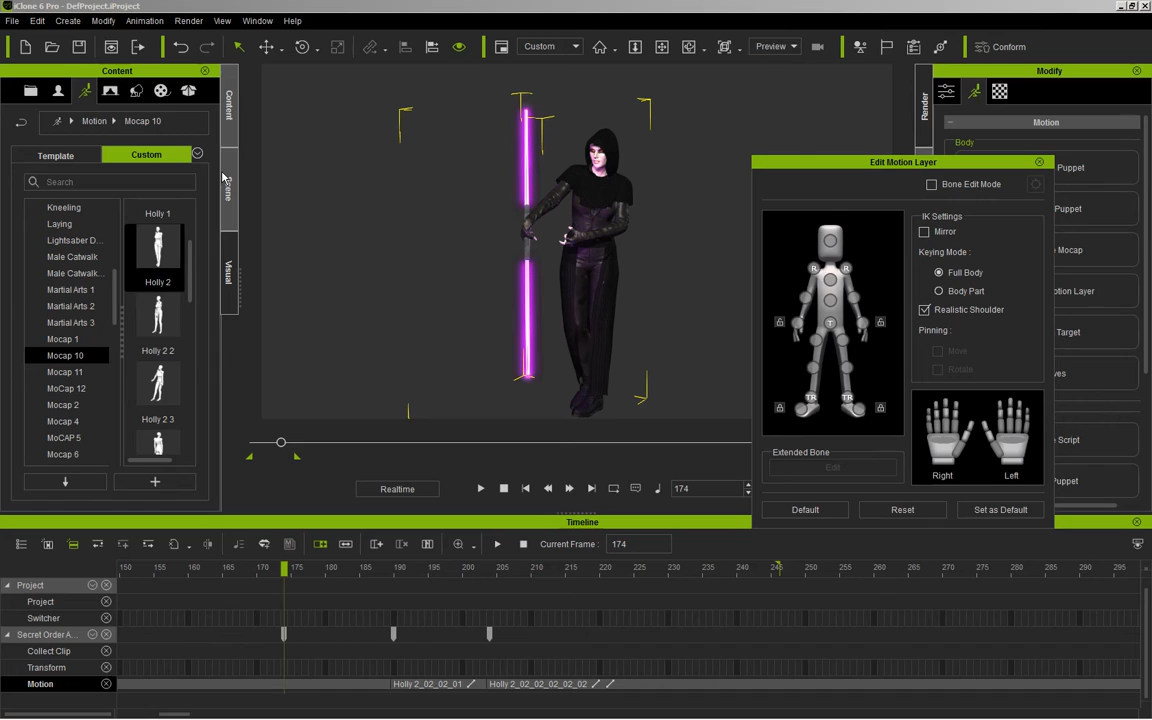 iClone 6 Pro - DefProject.iProject
File Edit Create Modify Animation Render View Window Help
Custom
Preview
Conform
Content
Modify
Content
Scene
Visual
Render
Motion Mocap 10
Template Custom
Search
Kneeling
Laying
Lightsaber D...
Male Catwalk
Male Catwalk...
Martial Arts 1
Martial Arts 2
Martial Arts 3
Mocap 1
Mocap 10
Mocap 11
MoCap 12
Mocap 2
Mocap 4
MoCAP 5
Mocap 6
Holly 1
Holly 2
Holly 2 2
Holly 2 3
Motion
Body
Puppet
Puppet
Mocap
otion Layer
Target
ves
Script
Puppet
Edit Motion Layer
Bone Edit Mode
IK Settings
Mirror
Keying Mode :
Full Body
Body Part
Realistic Shoulder
Pinning :
Move
Rotate
R R
T
TR TR
Extended Bone
Edit
Right Left
Default Reset Set as Default
Realtime
174
Timeline
Current Frame : 174
150 155 160 165 170 175 180 185 190 195 200 205 210 215 220 225 230 235 240 245 250 255 260 265 270 275 280 285 290 295
Project
Project
Switcher
Secret Order A...
Collect Clip
Transform
Motion
Holly 2_02_02_01 Holly 2_02_02_02_02_02